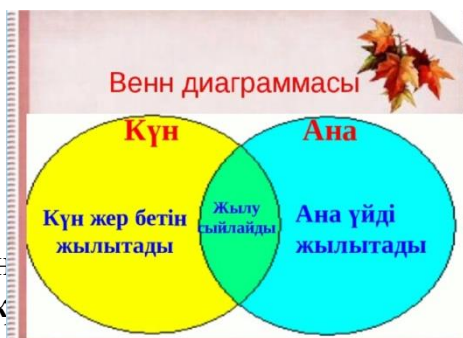 Венн диаграммасы
Күн
Ана
Күн жер бетін
жылытады
Жылу
сыйлайды
Ана үйді
жылытады